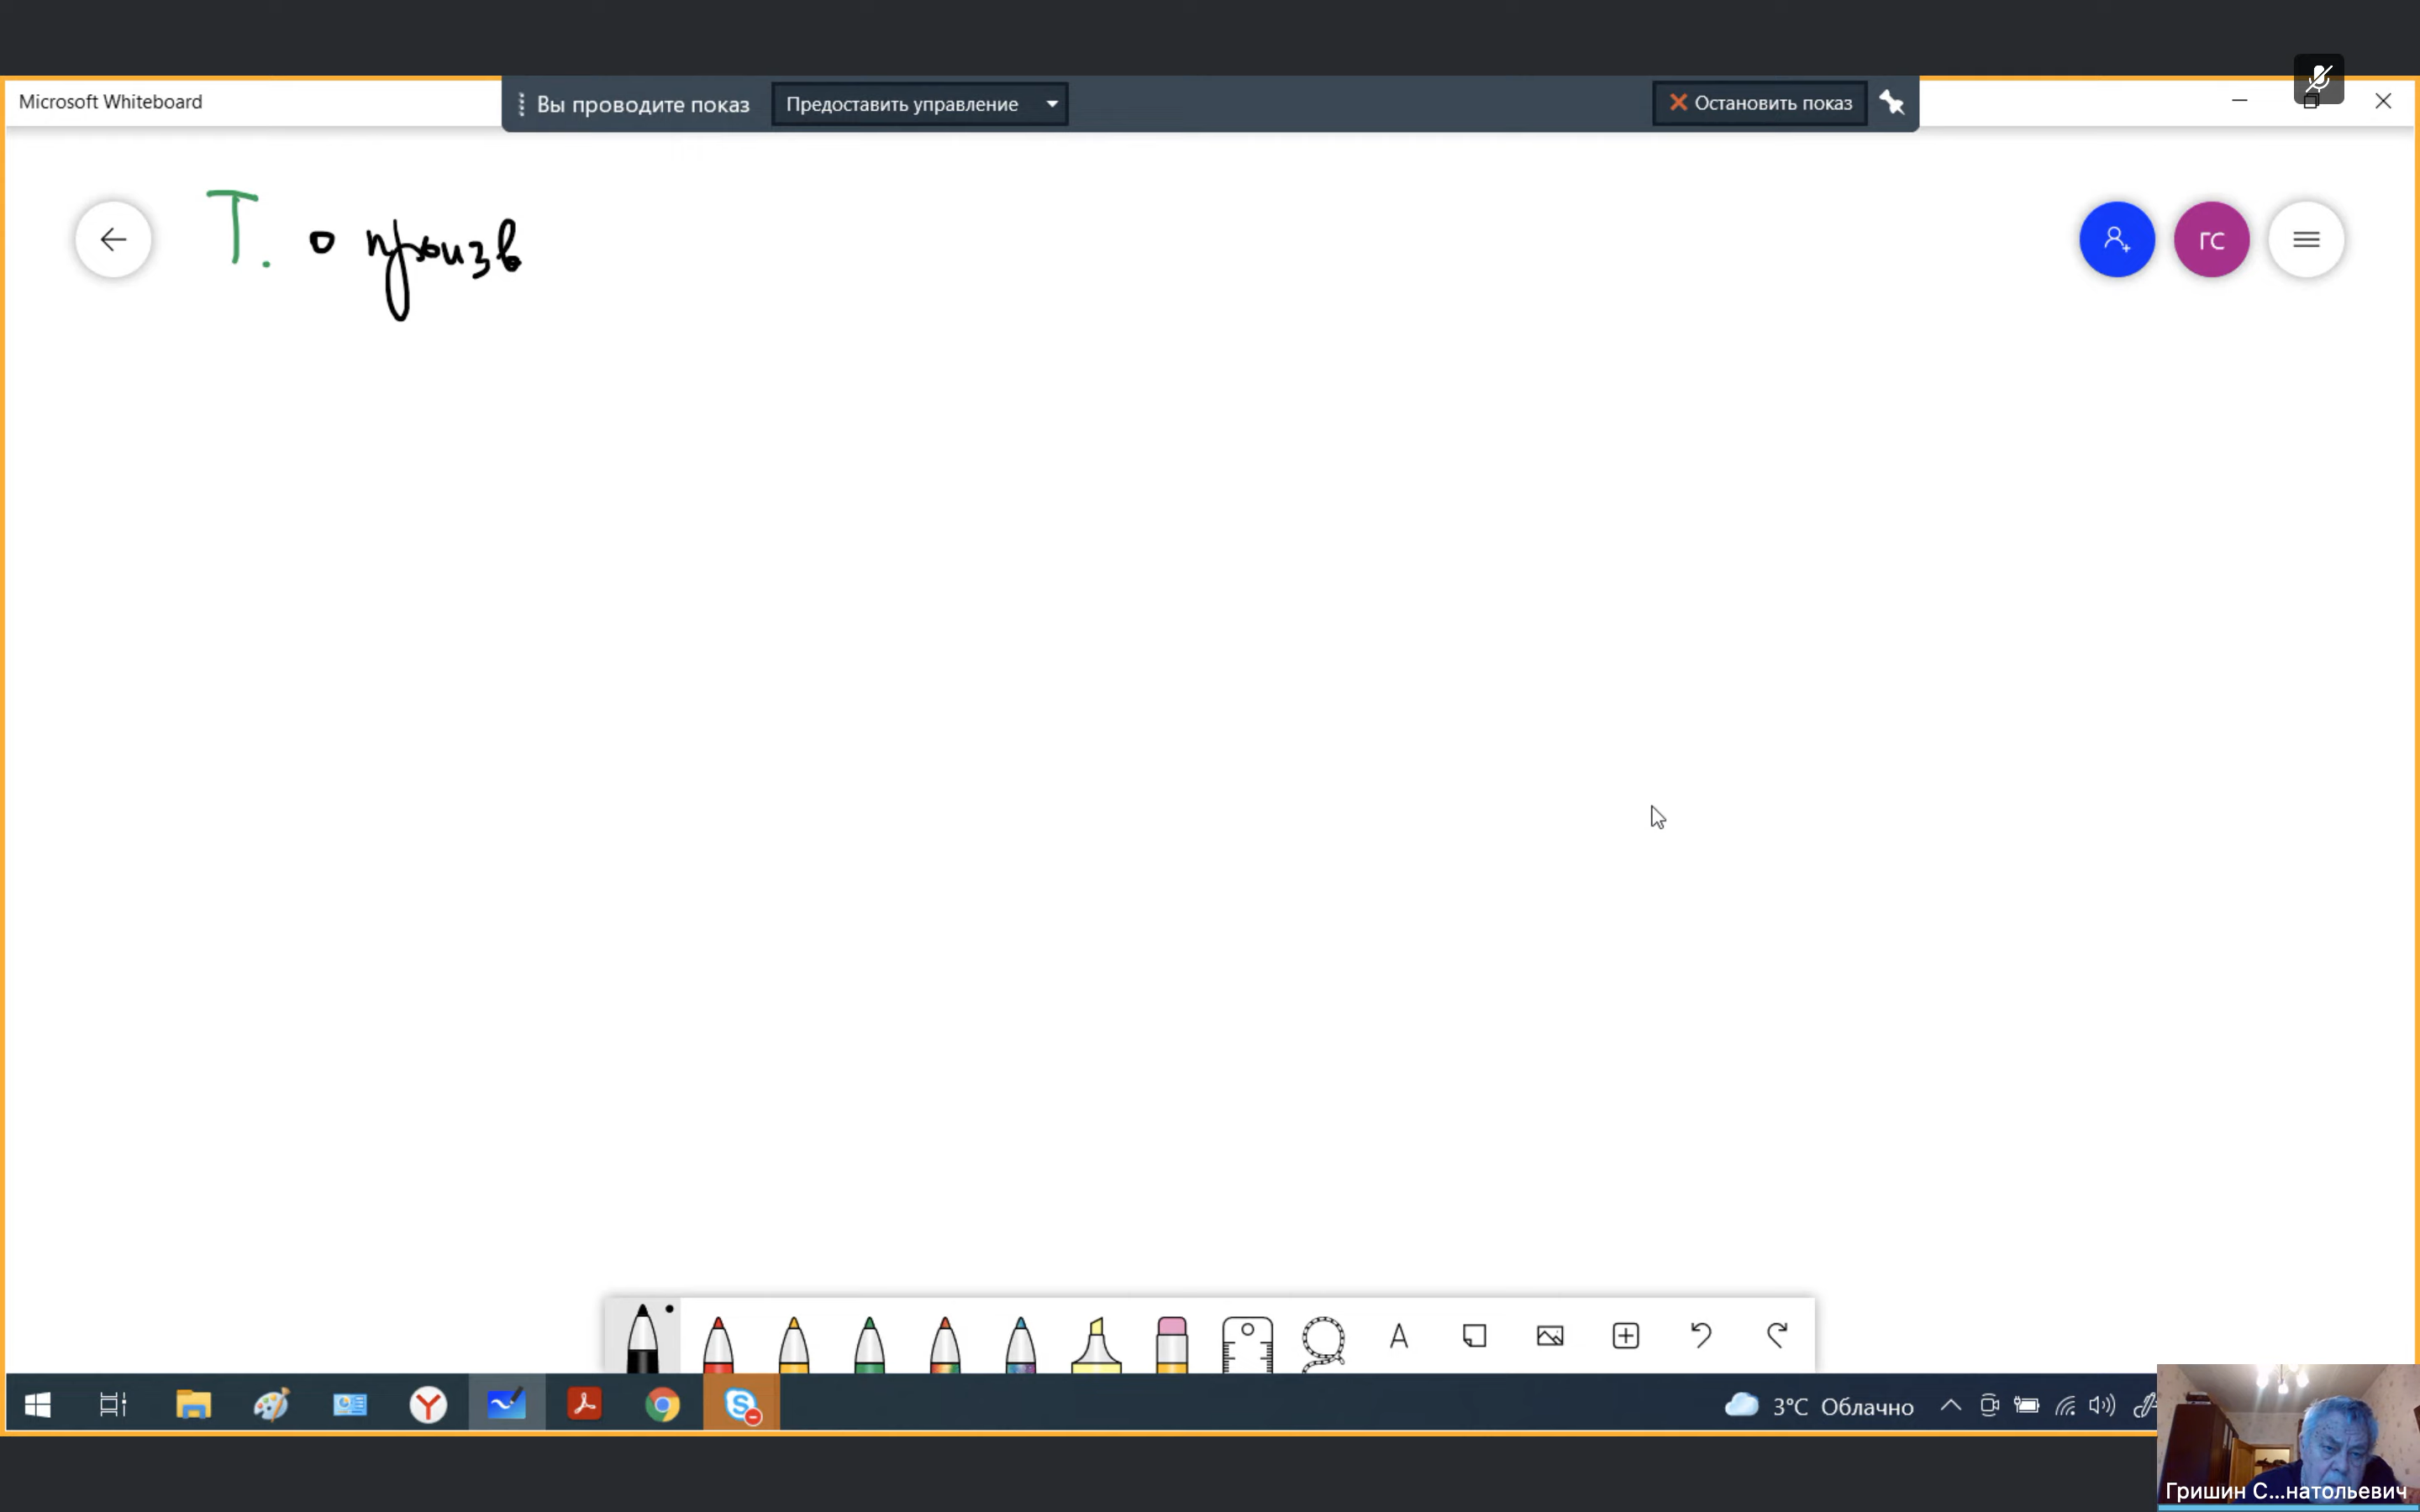 Microsoft Whiteboard
Вы проводите показ
Предоставить управление
Остановить показ
Т. о произв
ГС
A
3°C Облачно
Гришин С...натольевич